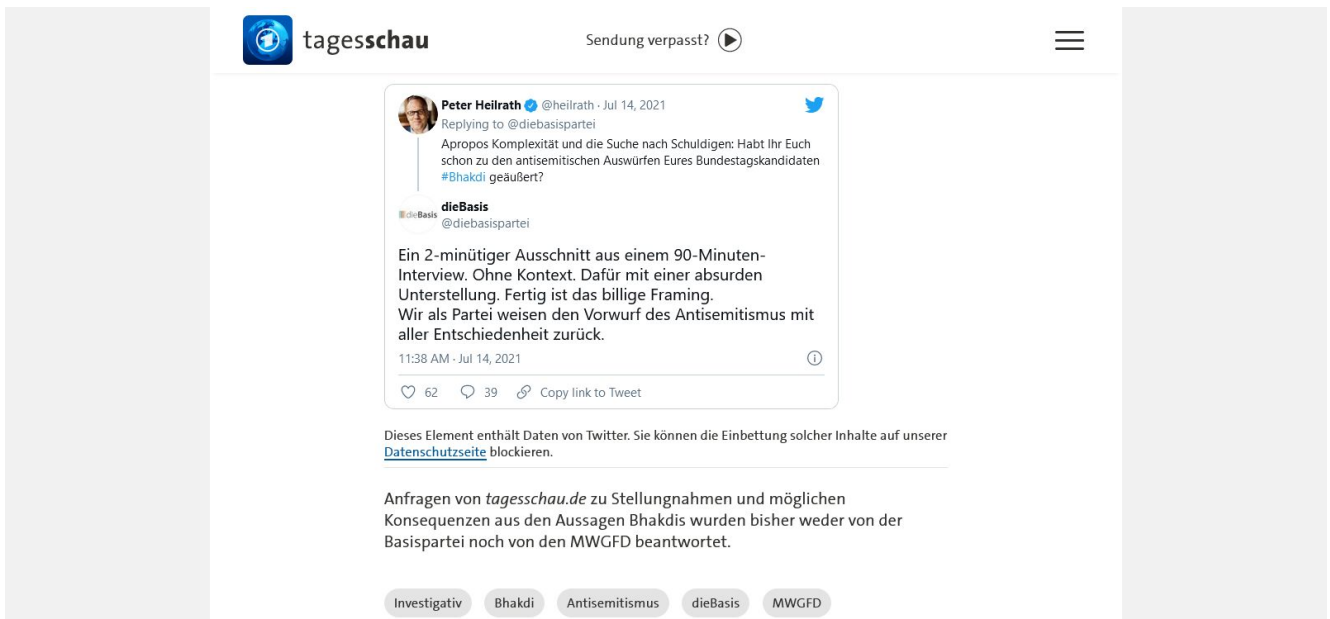 tagesschau
Sendung verpasst?
Peter Heilrath @heilrath · Jul 14, 2021
Replying to @diebasispartei
Apropos Komplexität und die Suche nach Schuldigen: Habt Ihr Euch
schon zu den antisemitischen Auswürfen Eures Bundestagskandidaten
#Bhakdi geäußert?
dieBasis
dieBasis
@diebasispartei
Ein 2-minütiger Ausschnitt aus einem 90-Minuten-
Interview. Ohne Kontext. Dafür mit einer absurden
Unterstellung. Fertig ist das billige Framing.
Wir als Partei weisen den Vorwurf des Antisemitismus mit
aller Entschiedenheit zurück.
11:38 AM · Jul 14, 2021
62 39 Copy link to Tweet
Dieses Element enthält Daten von Twitter. Sie können die Einbettung solcher Inhalte auf unserer
Datenschutzseite blockieren.
Anfragen von tagesschau.de zu Stellungnahmen und möglichen
Konsequenzen aus den Aussagen Bhakdis wurden bisher weder von der
Basispartei noch von den MWGFD beantwortet.
Investigativ Bhakdi Antisemitismus dieBasis MWGFD